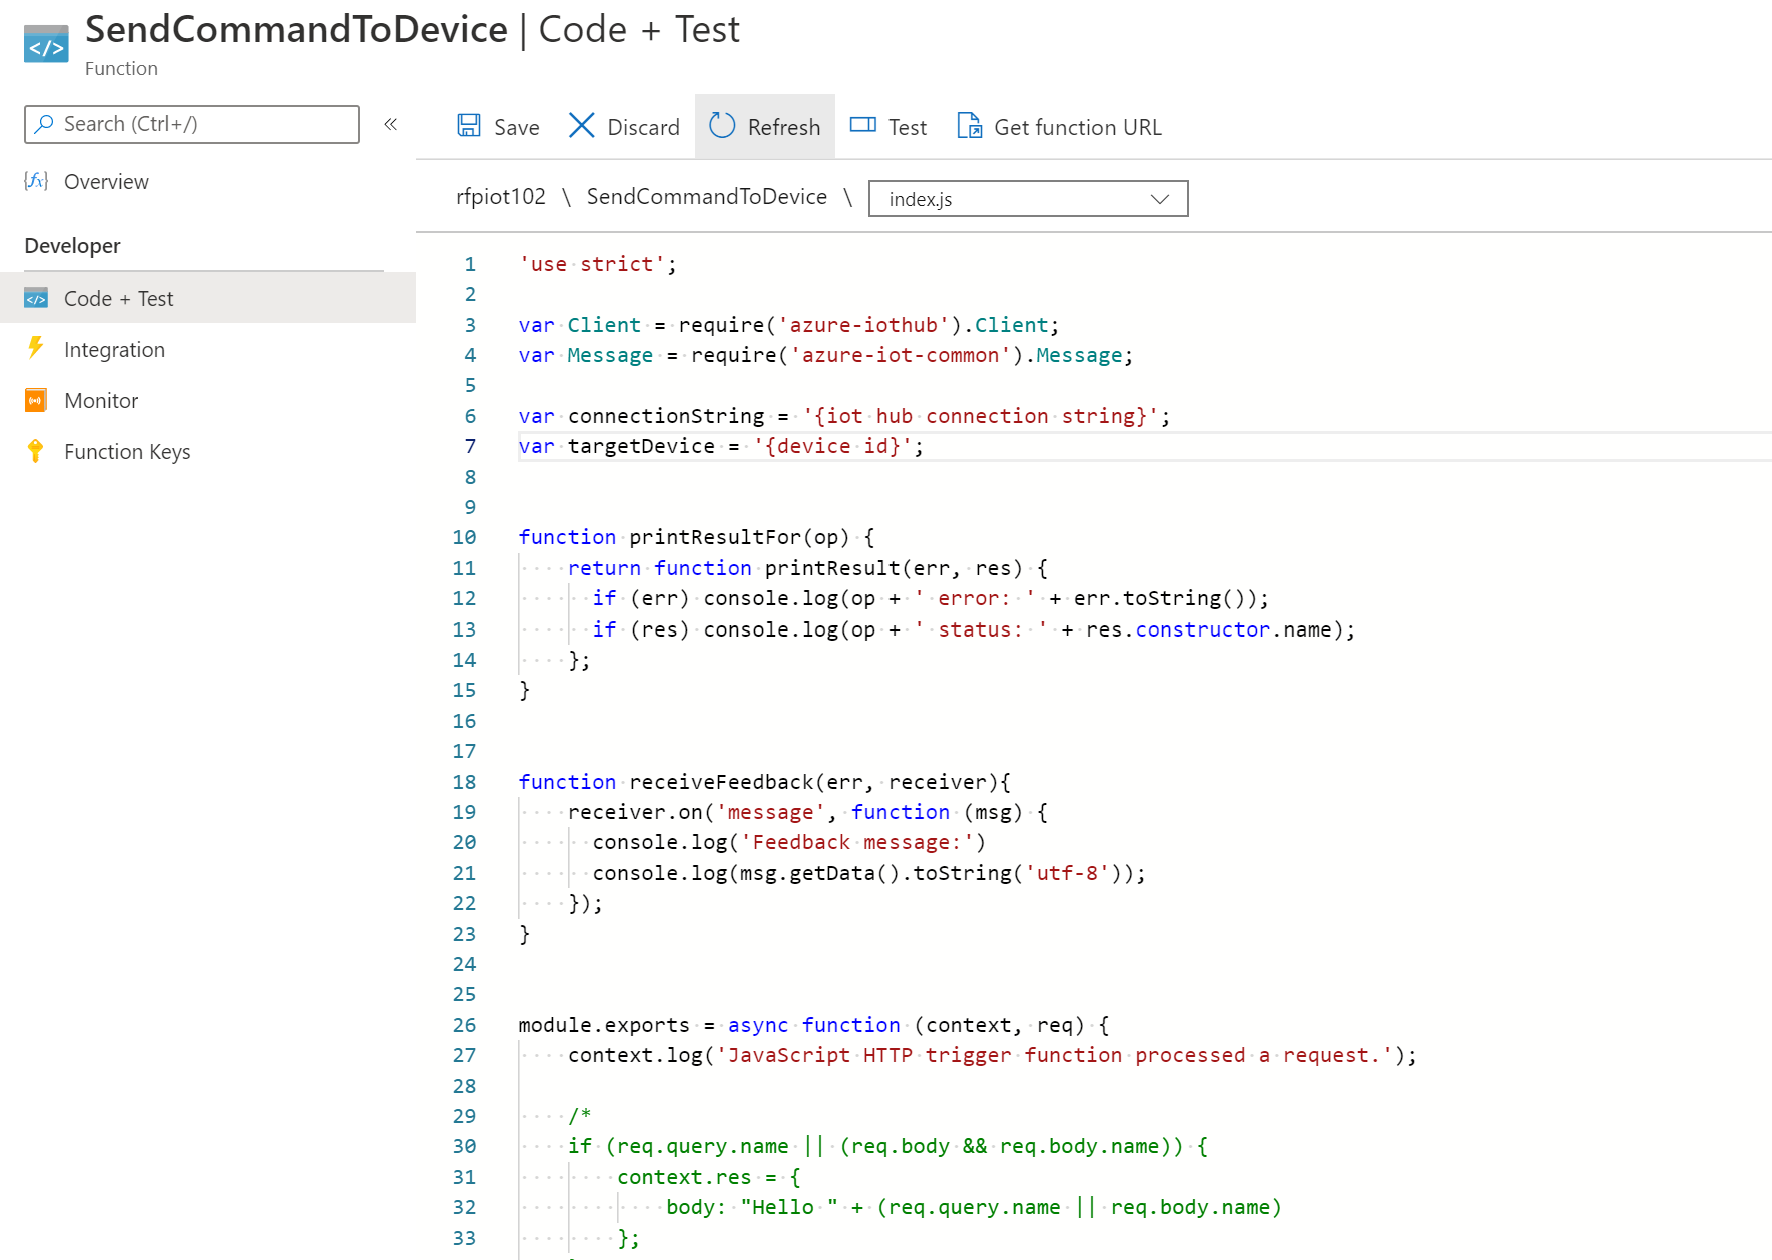 SendCommandToDevice | Code + Test
Function
Search (Ctrl+/)
«
Save
Discard
Refresh
Test
Get function URL
Overview
rfpiot102 \ SendCommandToDevice \ index.js
Developer
Code + Test
Integration
Monitor
Function Keys
1 'use strict';
2
3 var Client = require('azure-iothub').Client;
4 var Message = require('azure-iot-common').Message;
5
6 var connectionString = '{iot hub connection string}';
7 var targetDevice = '{device id}';
8
9
10 function printResultFor(op) {
11     return function printResult(err, res) {
12       if (err) console.log(op + ' error: ' + err.toString());
13       if (res) console.log(op + ' status: ' + res.constructor.name);
14     };
15 }
16
17
18 function receiveFeedback(err, receiver){
19     receiver.on('message', function (msg) {
20       console.log('Feedback message:')
21       console.log(msg.getData().toString('utf-8'));
22     });
23 }
24
25
26 module.exports = async function (context, req) {
27     context.log('JavaScript HTTP trigger function processed a request.');
28
29     /*
30     if (req.query.name || (req.body && req.body.name)) {
31         context.res = {
32             body: "Hello " + (req.query.name || req.body.name)
33         };